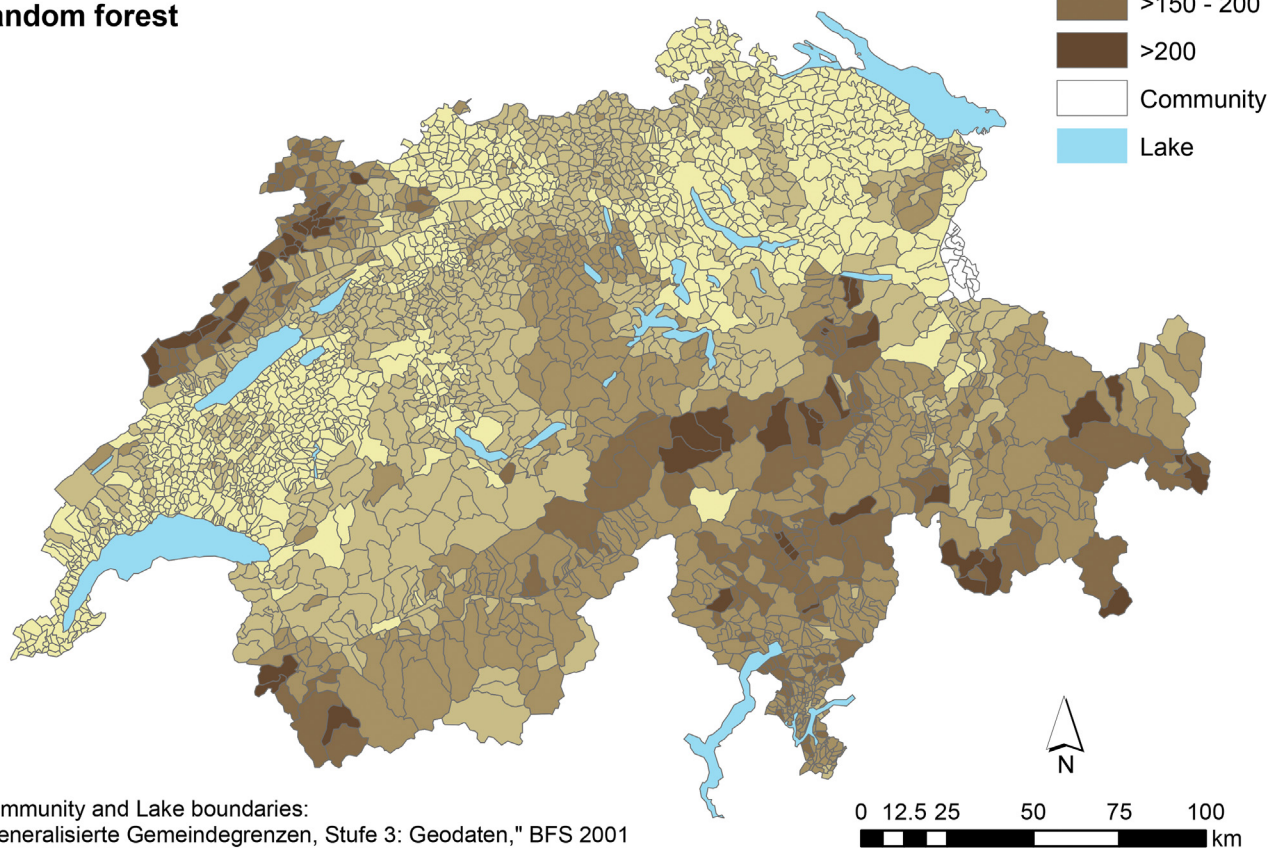 andom forest
>150 - 200
>200
Community
Lake
N
ommunity and Lake boundaries:
eneralisierte Gemeindegrenzen, Stufe 3: Geodaten," BFS 2001
0 12.5 25 50 75 100
km